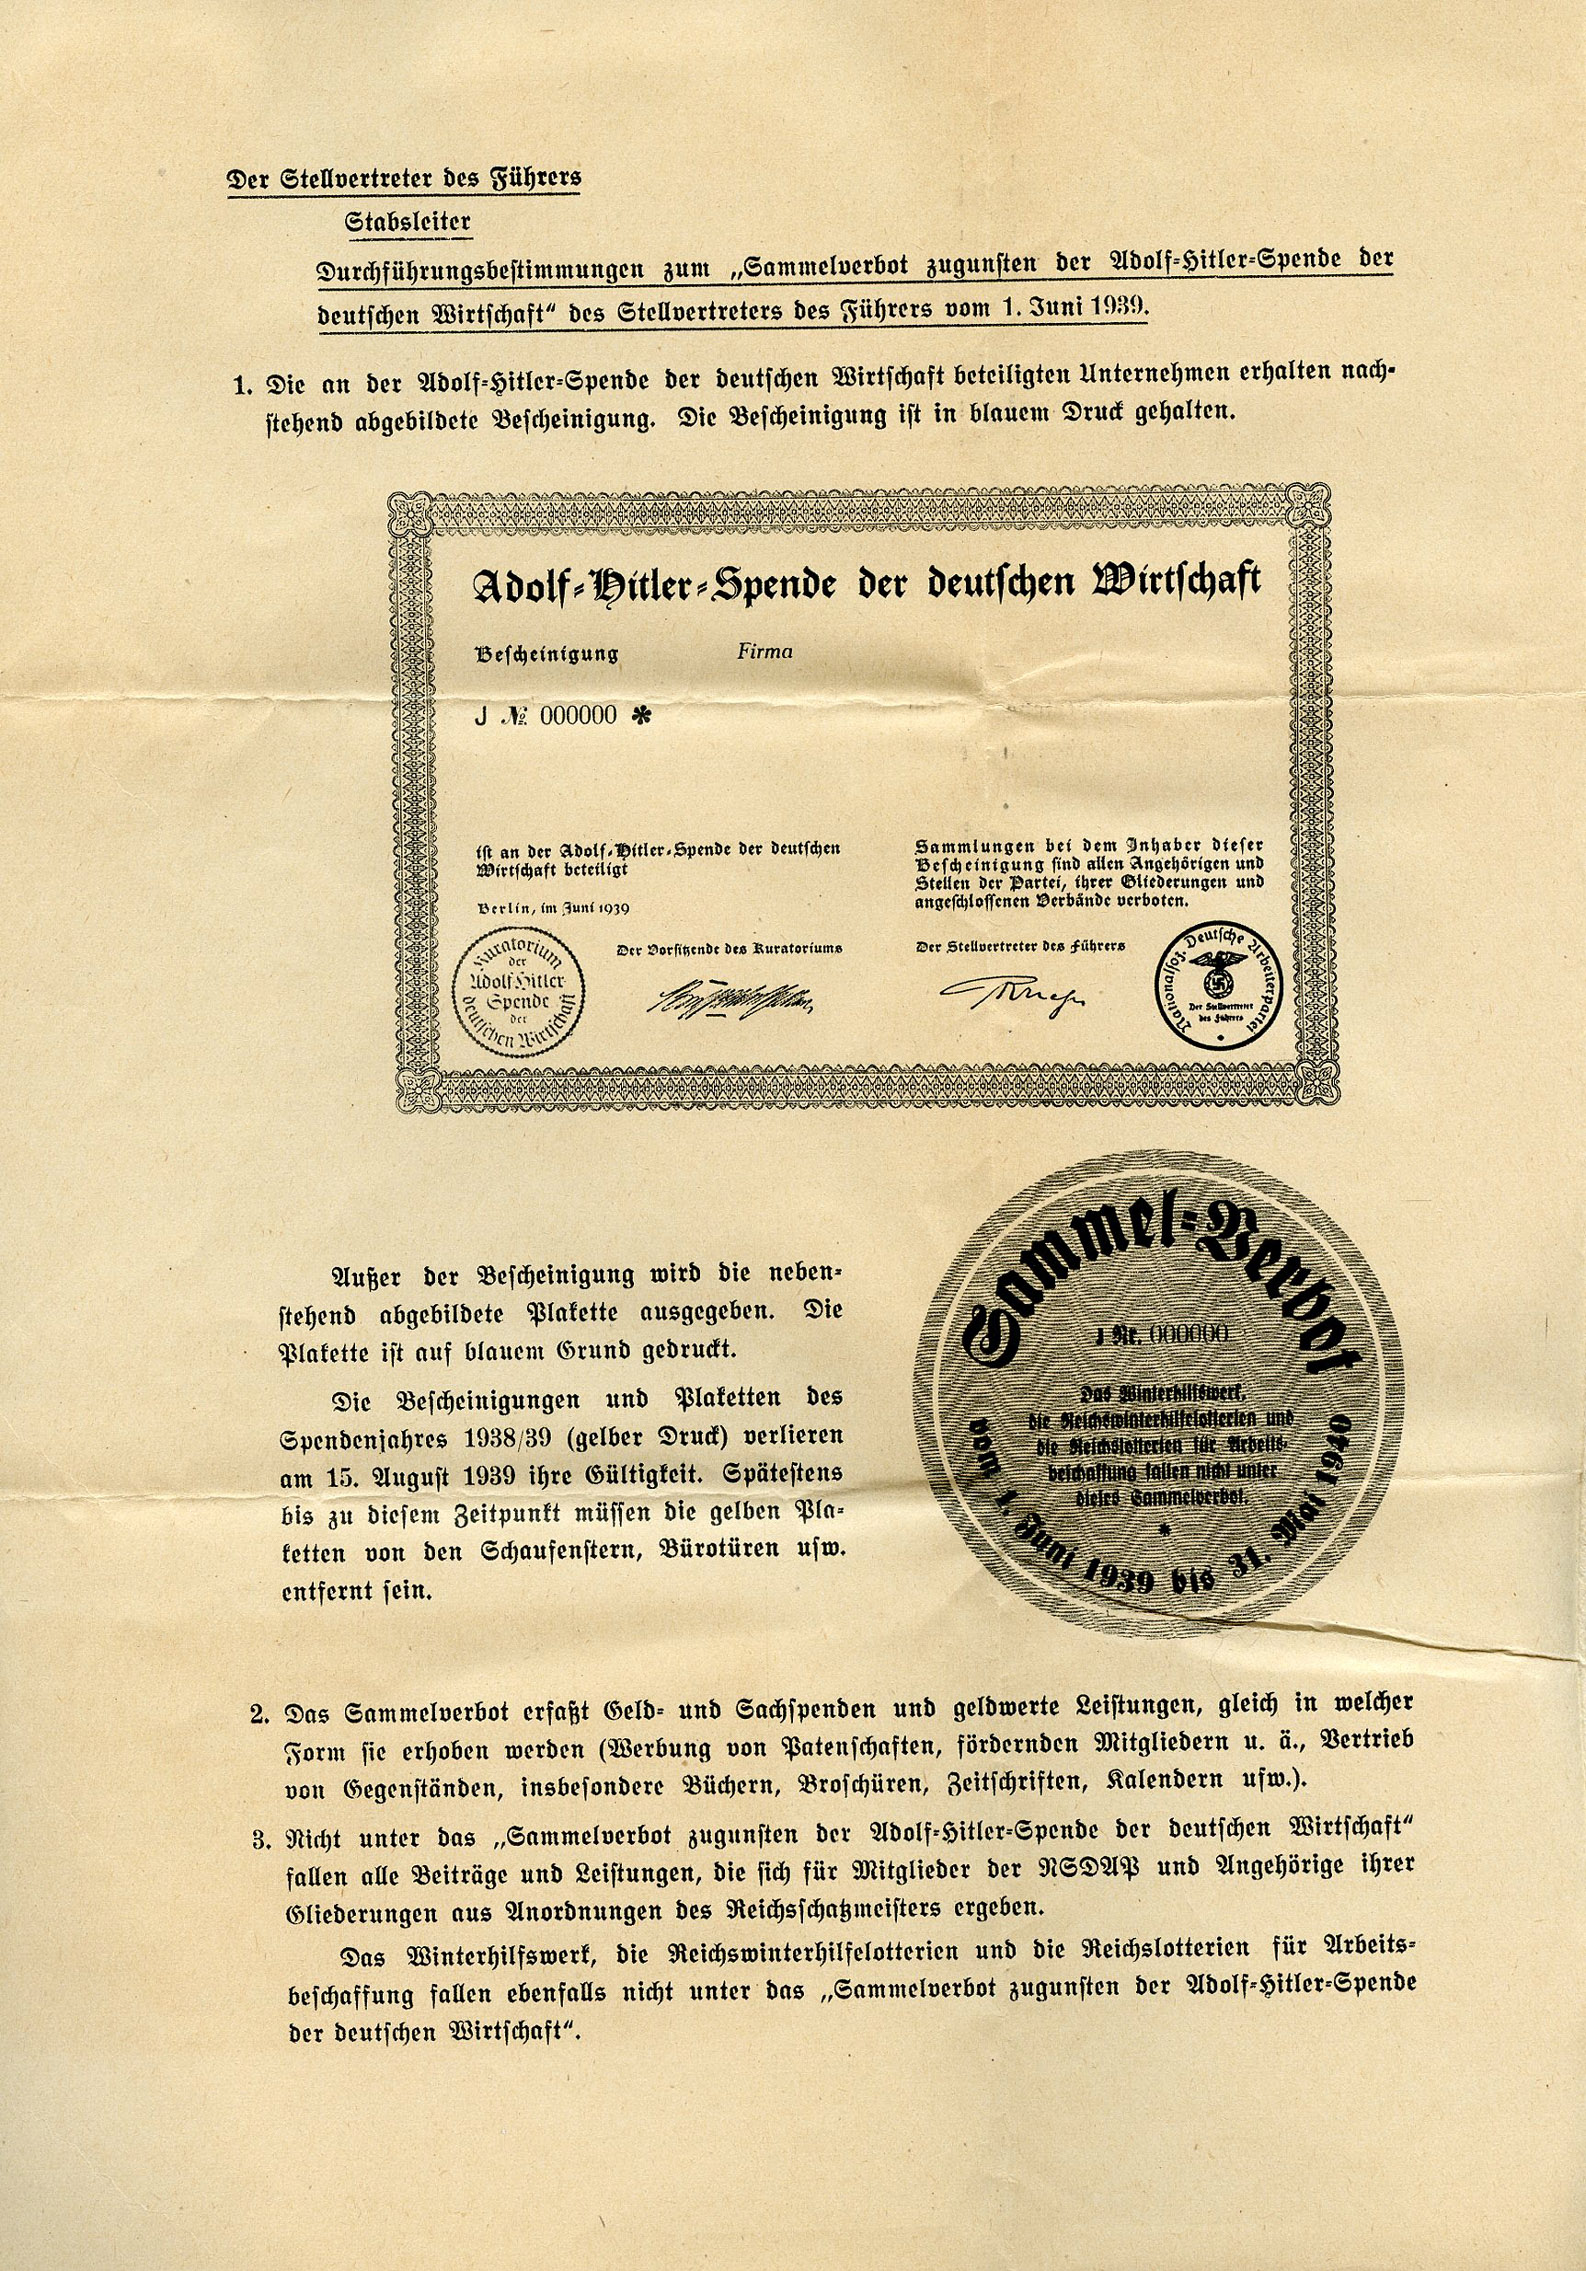 Der Stellvertreter des Führers
Stabsleiter
Durchführungsbestimmungen zum „Sammelverbot zugunsten der Adolf-Hitler-Spende der
deutschen Wirtschaft“ des Stellvertreters des Führers vom 1. Juni 1939.
1. Die an der Adolf-Hitler-Spende der deutschen Wirtschaft beteiligten Unternehmen erhalten nach-
stehend abgebildete Bescheinigung. Die Bescheinigung ist in blauem Druck gehalten.
Adolf-Hitler-Spende der deutschen Wirtschaft
Bescheinigung Firma
J № 000000 *
ist an der Adolf-Hitler-Spende der deutschen
Wirtschaft beteiligt
Berlin, im Juni 1939
Sammlungen bei dem Inhaber dieser
Bescheinigung sind allen Angehörigen und
Stellen der Partei, ihrer Gliederungen und
angeschlossenen Verbände verboten.
Der Vorsitzende des Kuratoriums
Der Stellvertreter des Führers
Kuratorium
der
Adolf Hitler
Spende
der
deutschen Wirtschaft
Nationalsoz. Deutsche Arbeiterpartei
Der Stellvertreter
des Führers
Sammel-Verbot
J Nr. 000000
Das Winterhilfswerk,
die Reichswinterhilfelotterien und
die Reichslotterien für Arbeits-
beschaffung fallen nicht unter
dieses Sammelverbot.
*
vom 1. Juni 1939 bis 31. Mai 1940
Außer der Bescheinigung wird die neben-
stehend abgebildete Plakette ausgegeben. Die
Plakette ist auf blauem Grund gedruckt.
Die Bescheinigungen und Plaketten des
Spendenjahres 1938/39 (gelber Druck) verlieren
am 15. August 1939 ihre Gültigkeit. Spätestens
bis zu diesem Zeitpunkt müssen die gelben Pla-
ketten von den Schaufenstern, Bürotüren usw.
entfernt sein.
2. Das Sammelverbot erfaßt Geld- und Sachspenden und geldwerte Leistungen, gleich in welcher
Form sie erhoben werden (Werbung von Patenschaften, fördernden Mitgliedern u. ä., Vertrieb
von Gegenständen, insbesondere Büchern, Broschüren, Zeitschriften, Kalendern usw.).
3. Nicht unter das „Sammelverbot zugunsten der Adolf-Hitler-Spende der deutschen Wirtschaft“
fallen alle Beiträge und Leistungen, die sich für Mitglieder der NSDAP und Angehörige ihrer
Gliederungen aus Anordnungen des Reichsschatzmeisters ergeben.
Das Winterhilfswerk, die Reichswinterhilfelotterien und die Reichslotterien für Arbeits-
beschaffung fallen ebenfalls nicht unter das „Sammelverbot zugunsten der Adolf-Hitler-Spende
der deutschen Wirtschaft“.